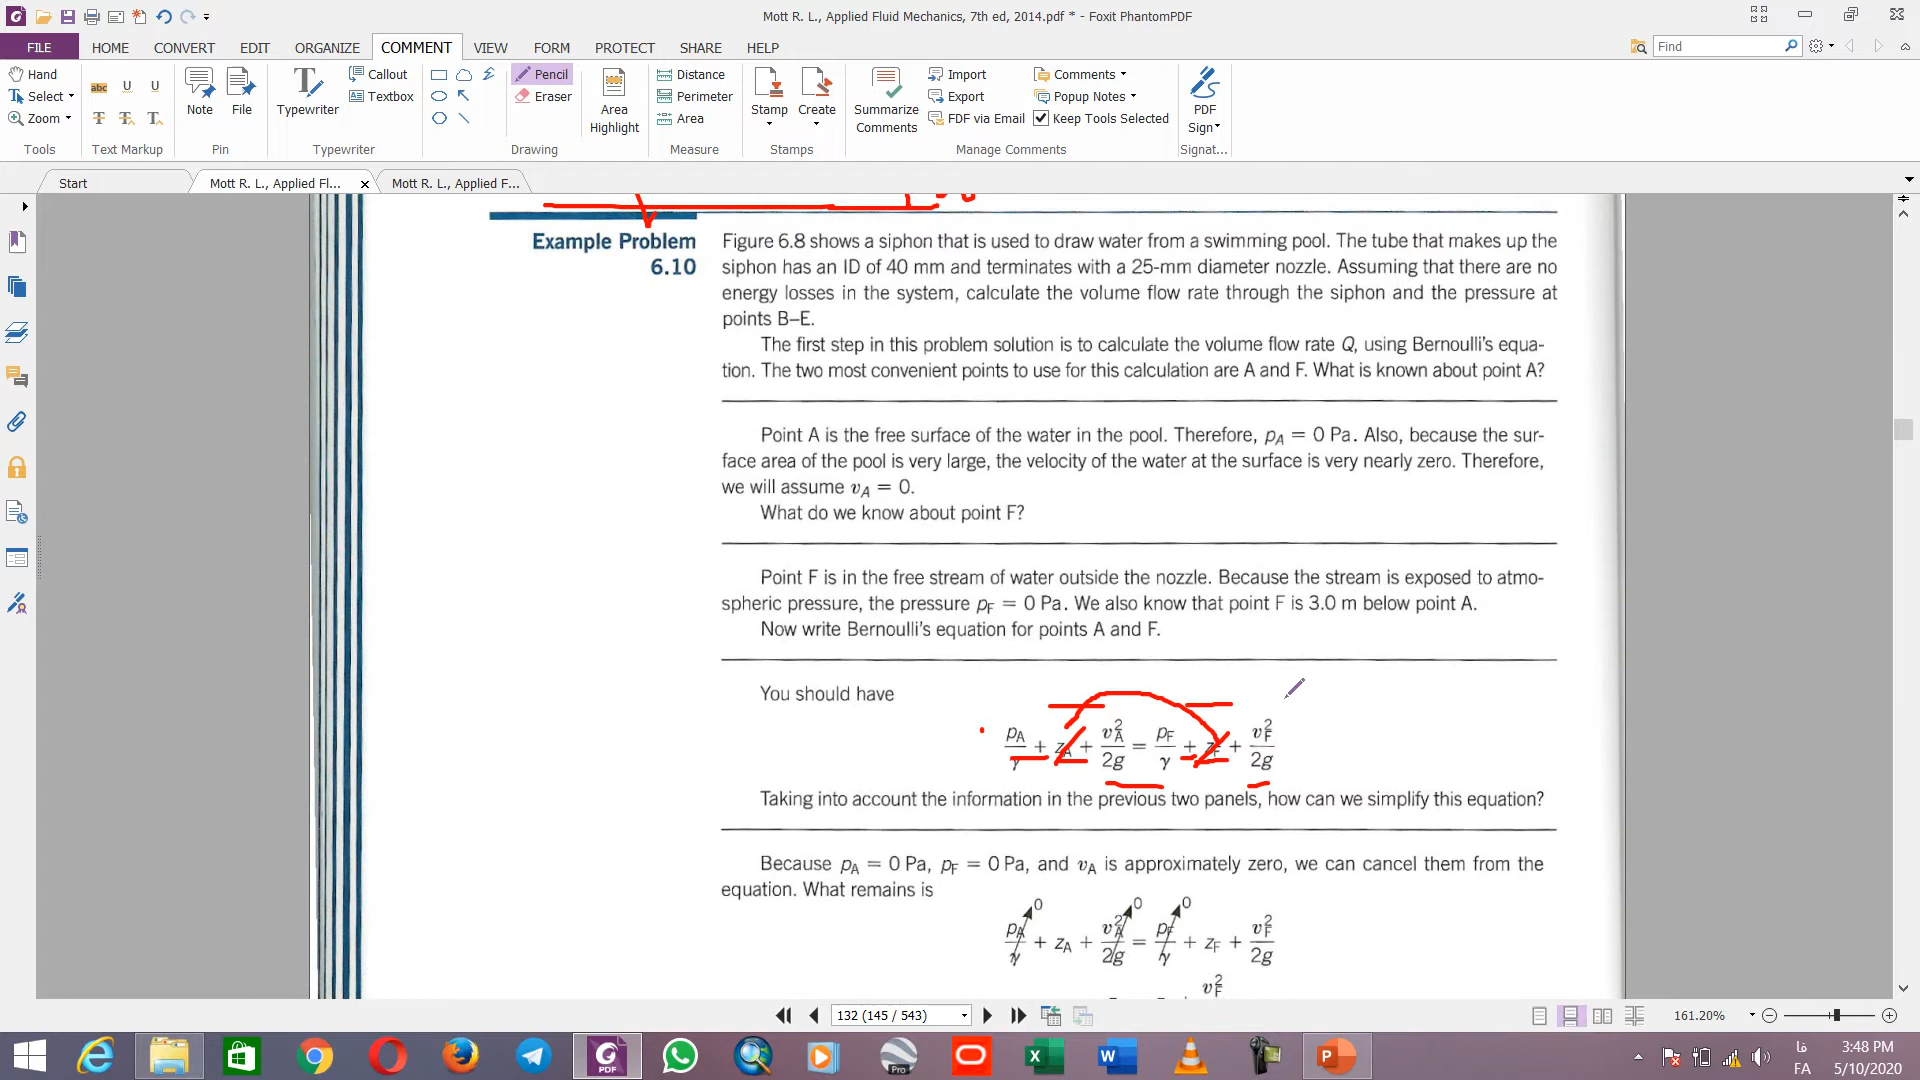 Mott R. L., Applied Fluid Mechanics, 7th ed, 2014.pdf * - Foxit PhantomPDF
FILE HOME CONVERT EDIT ORGANIZE COMMENT VIEW FORM PROTECT SHARE HELP
Find
Hand
Select
Zoom
Tools
abc U U
T T T
Text Markup
Note File
Pin
Typewriter
Callout
Textbox
Typewriter
Pencil
Eraser
Drawing
Area Highlight
Distance
Perimeter
Area
Measure
Stamp Create
Stamps
Summarize Comments
Import
Export
FDF via Email
Comments
Popup Notes
Keep Tools Selected
Manage Comments
PDF Sign
Signat...
Start Mott R. L., Applied Fl... Mott R. L., Applied F...
Example Problem
6.10
Figure 6.8 shows a siphon that is used to draw water from a swimming pool. The tube that makes up the
siphon has an ID of 40 mm and terminates with a 25-mm diameter nozzle. Assuming that there are no
energy losses in the system, calculate the volume flow rate through the siphon and the pressure at
points B–E.
The first step in this problem solution is to calculate the volume flow rate Q, using Bernoulli's equa-
tion. The two most convenient points to use for this calculation are A and F. What is known about point A?
Point A is the free surface of the water in the pool. Therefore, pA = 0 Pa. Also, because the sur-
face area of the pool is very large, the velocity of the water at the surface is very nearly zero. Therefore,
we will assume vA = 0.
What do we know about point F?
Point F is in the free stream of water outside the nozzle. Because the stream is exposed to atmo-
spheric pressure, the pressure pF = 0 Pa. We also know that point F is 3.0 m below point A.
Now write Bernoulli's equation for points A and F.
You should have
pA/γ + zA + vA²/2g = pF/γ + zF + vF²/2g
Taking into account the information in the previous two panels, how can we simplify this equation?
Because pA = 0 Pa, pF = 0 Pa, and vA is approximately zero, we can cancel them from the
equation. What remains is
0 0 0
pA/γ + zA + vA²/2g = pF/γ + zF + vF²/2g
vF²
132 (145 / 543)
161.20%
PDF
Pro
فا
FA
3:48 PM
5/10/2020